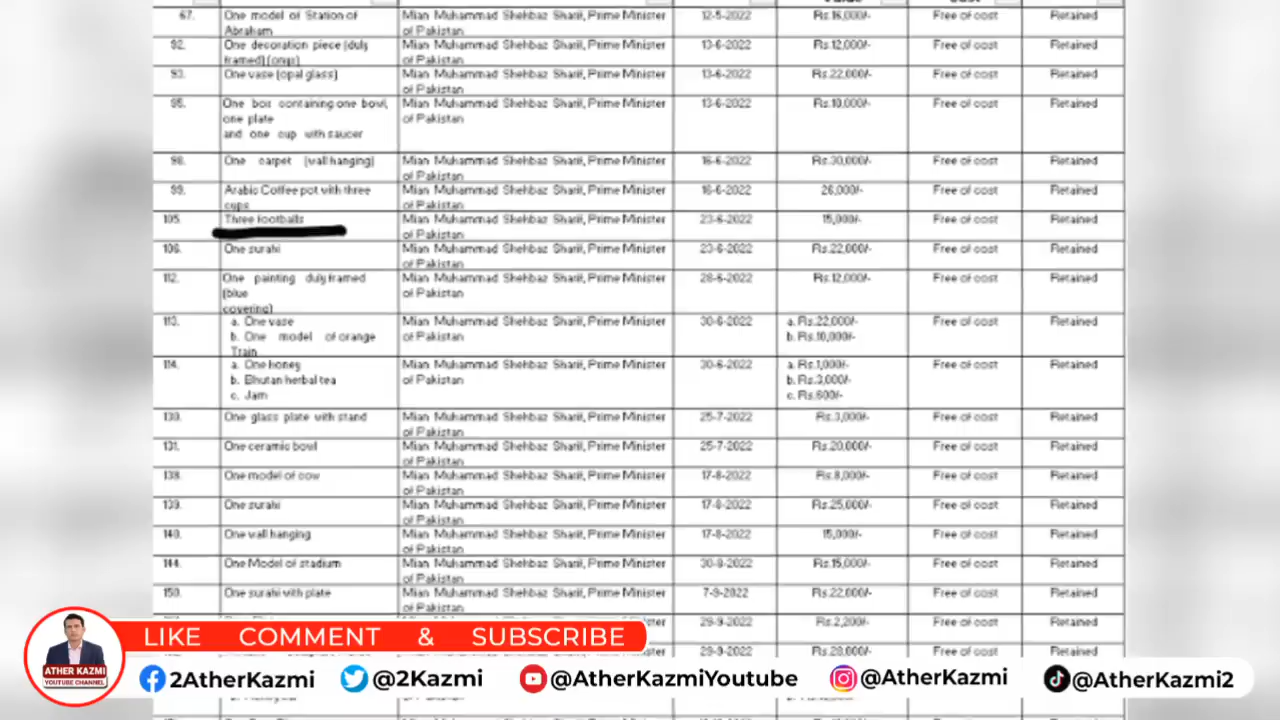 67. One model of Station of Mian Muhammad Shehbaz Sharif, Prime Minister 12-5-2022 Rs.16,000/- Free of cost Retained
Abraham of Pakistan
92. One decoration piece (duly Mian Muhammad Shehbaz Sharif, Prime Minister 13-6-2022 Rs.12,000/- Free of cost Retained
framed) (onyx) of Pakistan
93. One vase (opal glass) Mian Muhammad Shehbaz Sharif, Prime Minister 13-6-2022 Rs.22,000/- Free of cost Retained
of Pakistan
One box containing one bowl, Mian Muhammad Shehbaz Sharif, Prime Minister 13-6-2022 Free of cost Retained
one plate of Pakistan
and one cup with saucer
One carpet (wall hanging) Mian Muhammad Shehbaz Sharif, Prime Minister 16-6-2022 Rs.30,000/- Free of cost Retained
of Pakistan
99. Arabic Coffee pot with three Mian Muhammad Shehbaz Sharif, Prime Minister 16-6-2022 26,000/- Free of cost Retained
cups of Pakistan
105 Three footballs Mian Muhammad Shehbaz Sharif, Prime Minister 23-6-2022 15,000/- Free of cost Retained
of Pakistan
106. One surahi Mian Muhammad Shehbaz Sharif, Prime Minister 23-6-2022 Rs.22,000/- Free of cost Retained
of Pakistan
112. One painting duly framed Mian Muhammad Shehbaz Sharif, Prime Minister 28-6-2022 Rs.12,000/- Free of cost Retained
(blue of Pakistan
covering)
113. a. One vase Mian Muhammad Shehbaz Sharif, Prime Minister 30-6-2022 a. Rs.22,000/- Free of cost Retained
b. One model of orange of Pakistan b. Rs.10,000/-
Train
114. a. One honey Mian Muhammad Shehbaz Sharif, Prime Minister 30-6-2022 a. Rs.1,000/- Free of cost Retained
b. Bhutan herbal tea of Pakistan b. Rs.3,000/-
c. Jam c. Rs.600/-
130. One glass plate with stand Mian Muhammad Shehbaz Sharif, Prime Minister 25-7-2022 Rs.3,000/- Free of cost Retained
of Pakistan
131. One ceramic bowl Mian Muhammad Shehbaz Sharif, Prime Minister 25-7-2022 Rs.20,000/- Free of cost Retained
of Pakistan
138. One model of cow Mian Muhammad Shehbaz Sharif, Prime Minister 17-8-2022 Rs.8,000/- Free of cost Retained
of Pakistan
139. One surahi Mian Muhammad Shehbaz Sharif, Prime Minister 17-8-2022 Rs.25,000/- Free of cost Retained
of Pakistan
140. One wall hanging Mian Muhammad Shehbaz Sharif, Prime Minister 17-8-2022 15,000/- Free of cost Retained
of Pakistan
144. One Model of stadium Mian Muhammad Shehbaz Sharif, Prime Minister 30-8-2022 Rs.15,000/- Free of cost Retained
of Pakistan
150. One surahi with plate Mian Muhammad Shehbaz Sharif, Prime Minister 7-9-2022 Rs.22,000/- Free of cost Retained
of Pakistan
29-9-2022 Rs.2,200/- Free of cost Retained
29-9-2022 Free of cost Retained
LIKE COMMENT & SUBSCRIBE
ATHER KAZMI
YOUTUBE CHANNEL
2AtherKazmi @2Kazmi @AtherKazmiYoutube @AtherKazmi @AtherKazmi2